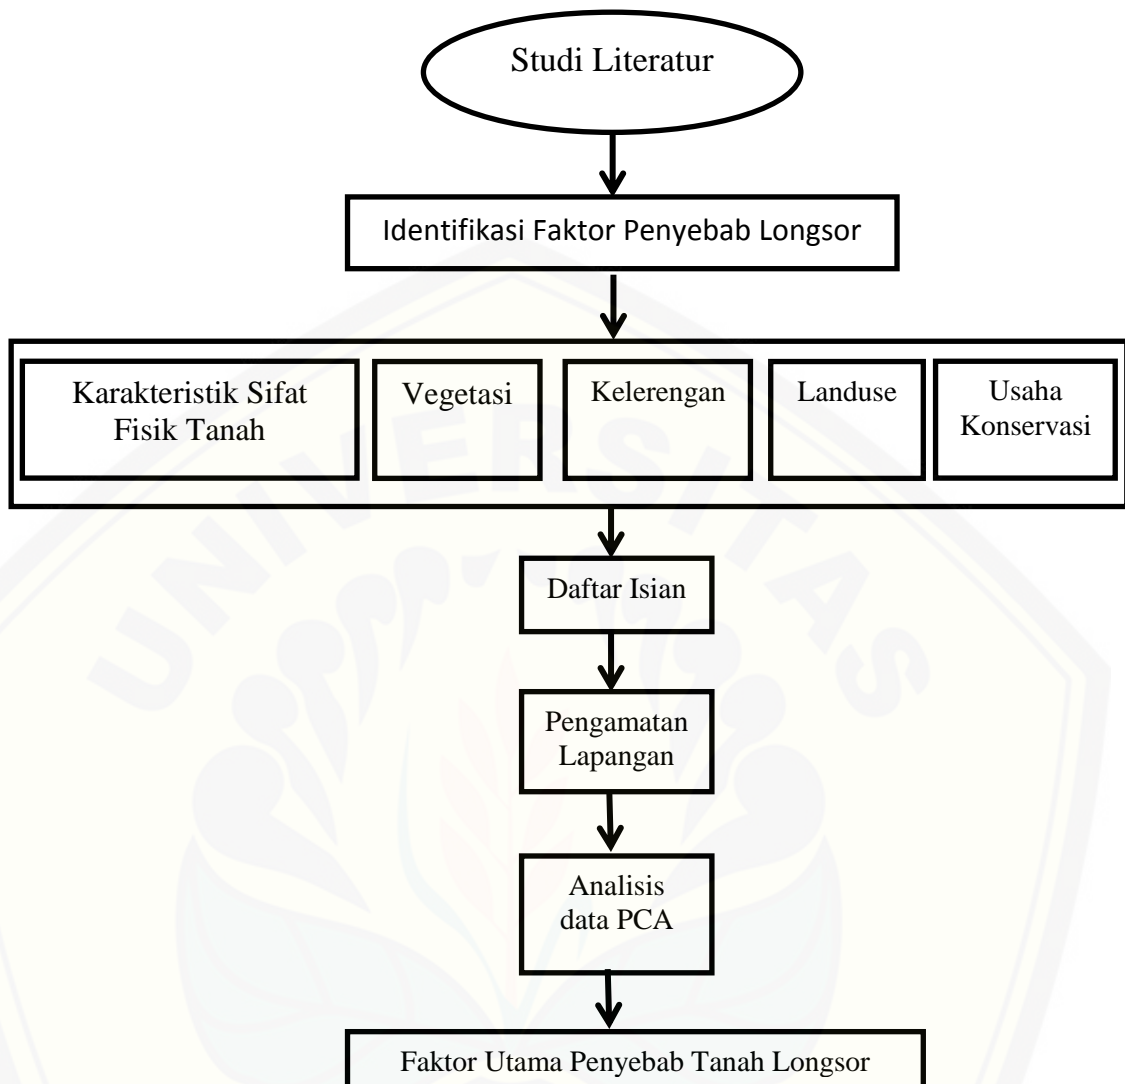 Studi Literatur
Identifikasi Faktor Penyebab Longsor
Karakteristik Sifat
Fisik Tanah
Vegetasi
Kelerengan
Landuse
Usaha
Konservasi
UNIVERSITAS
Daftar Isian
Pengamatan
Lapangan
Analisis
data PCA
Faktor Utama Penyebab Tanah Longsor